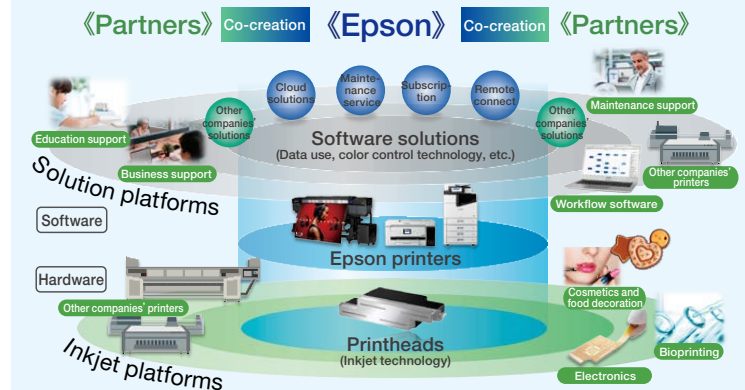 《Partners》 Co-creation 《Epson》 Co-creation 《Partners》
Cloud
solutions
Mainte-
nance
service
Subscrip-
tion
Remote
connect
Other
companies'
solutions
Other
companies'
solutions
Maintenance support
Education support
Business support
Software solutions
(Data use, color control technology, etc.)
Other companies'
printers
Workflow software
Solution platforms
Software
Epson printers
Hardware
Other companies' printers
Cosmetics and
food decoration
Printheads
(Inkjet technology)
Bioprinting
Electronics
Inkjet platforms